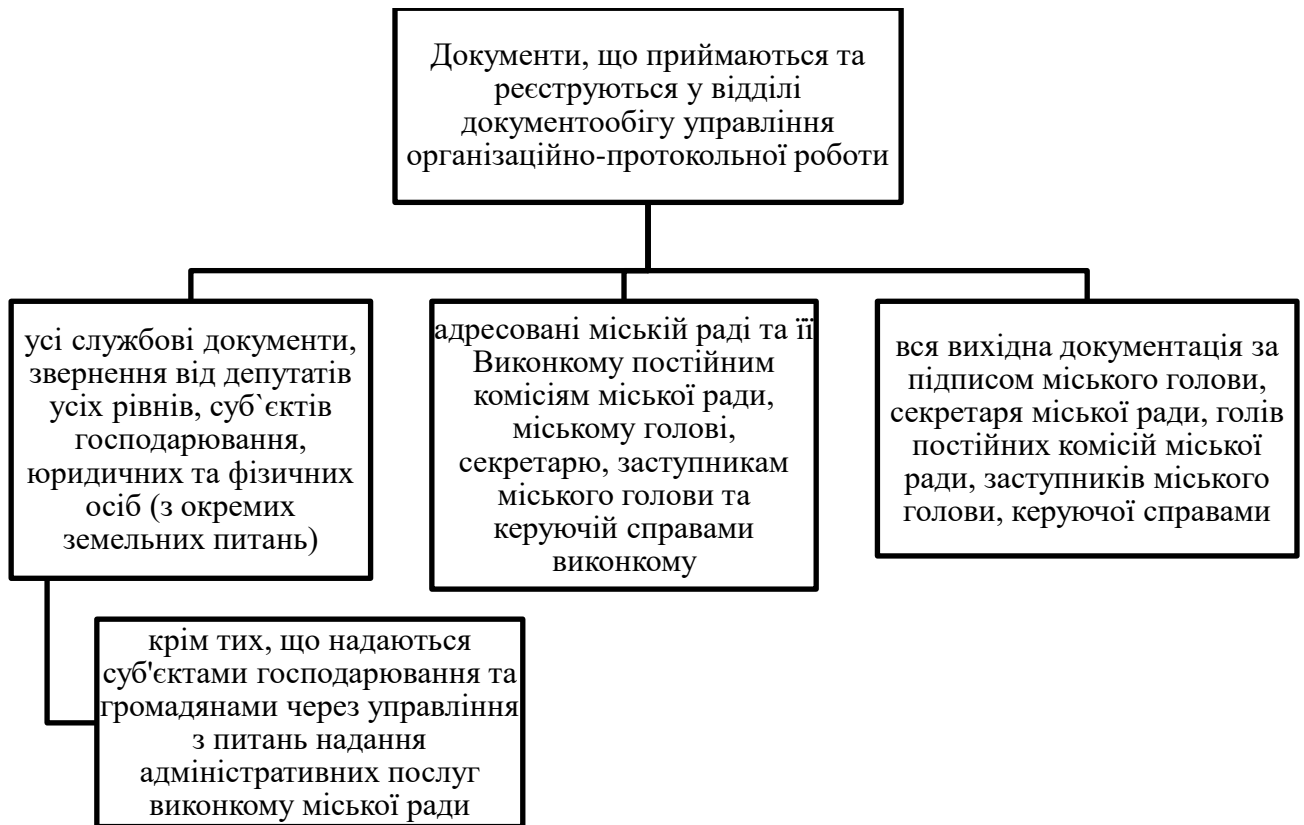 Документи, що приймаються та
реєструються у відділі
документообігу управління
організаційно-протокольної роботи
усі службові документи,
звернення від депутатів
усіх рівнів, суб`єктів
господарювання,
юридичних та фізичних
осіб (з окремих
земельних питань)
адресовані міській раді та її
Виконкому постійним
комісіям міської ради,
міському голові,
секретарю, заступникам
міського голови та
керуючій справами
виконкому
вся вихідна документація за
підписом міського голови,
секретаря міської ради, голів
постійних комісій міської
ради, заступників міського
голови, керуючої справами
крім тих, що надаються
суб'єктами господарювання та
громадянами через управління
з питань надання
адміністративних послуг
виконкому міської ради